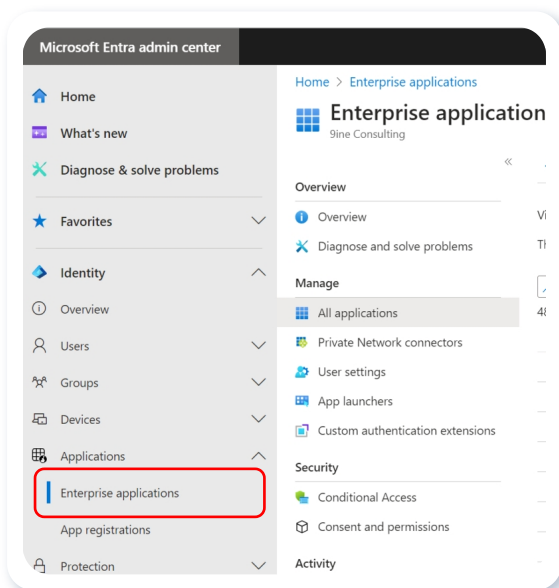 Microsoft Entra admin center
Home
What's new
Diagnose & solve problems
Favorites
Identity
Overview
Users
Groups
Devices
Applications
Enterprise applications
App registrations
Protection
Home > Enterprise applications
Enterprise application
9ine Consulting
«
Overview
Overview
Diagnose and solve problems
Manage
All applications
Private Network connectors
User settings
App launchers
Custom authentication extensions
Security
Conditional Access
Consent and permissions
Activity
Vi
48